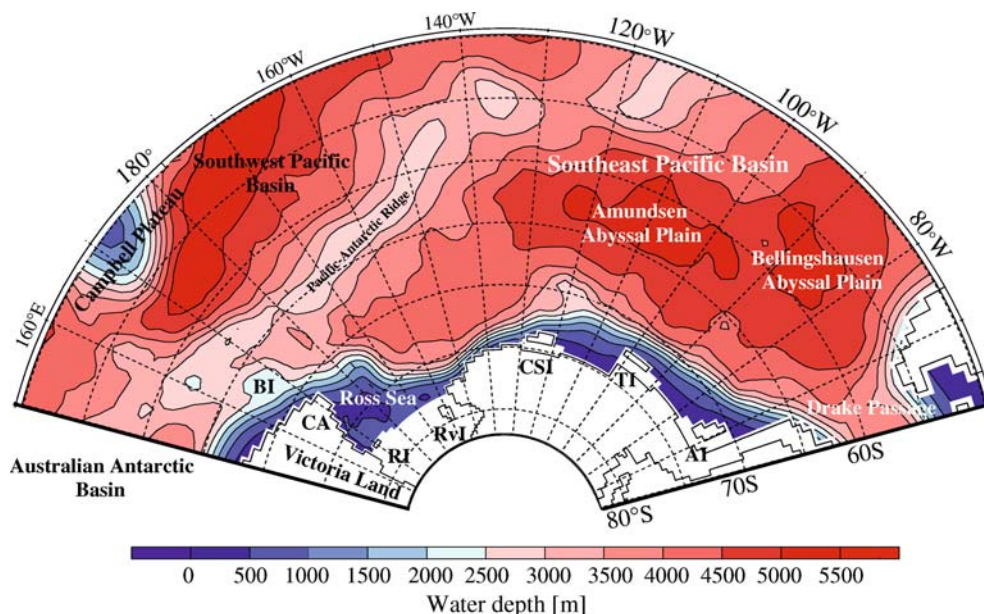 140°W
120°W
160°W
100°W
180°
Southwest Pacific
Basin
Southeast Pacific Basin
Campbell Plateau
Amundsen
Abyssal Plain
80°W
Pacific Antarctic Ridge
Bellingshausen
Abyssal Plain
160°E
BI
CSI
TI
Ross Sea
CA
Drake Passage
RvI
RI
AI
60S
Victoria Land
Australian Antarctic
Basin
70S
80°S
0 500 1000 1500 2000 2500 3000 3500 4000 4500 5000
Water depth [m]